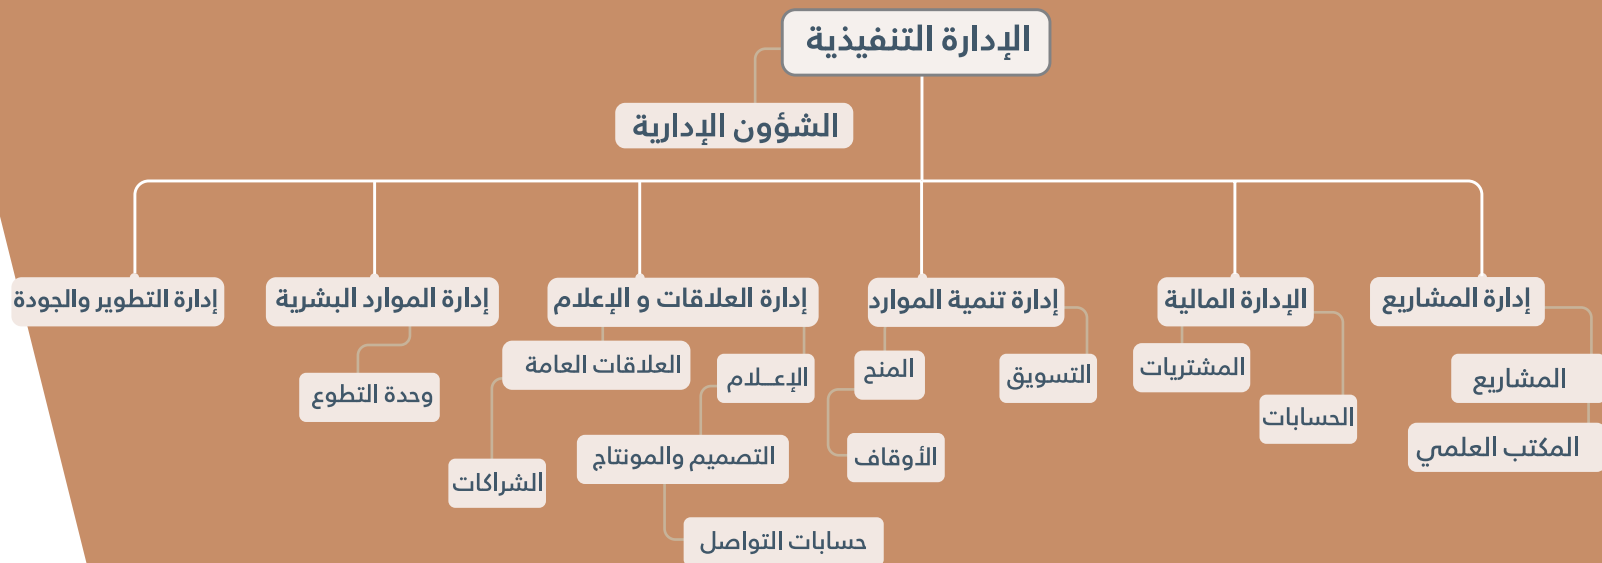 الإدارة التنفيذية
الشؤون الإدارية
إدارة المشاريع
الإدارة المالية
إدارة تنمية الموارد
إدارة العلاقات و الإعلام
إدارة الموارد البشرية
إدارة التطوير والجودة
المشاريع
المكتب العلمي
المشتريات
الحسابات
التسويق
المنح
الأوقاف
الإعــلام
العلاقات العامة
التصميم والمونتاج
الشراكات
حسابات التواصل
وحدة التطوع